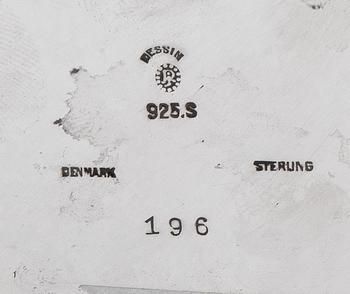 DESSIN
925.S
DENMARK STERLING
196